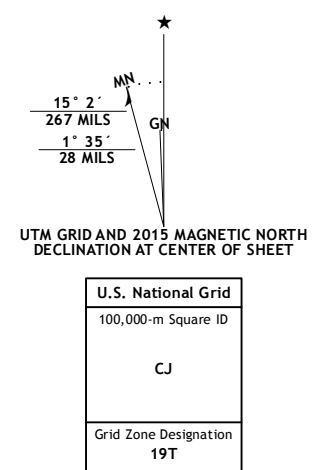 ★
MN
15° 2´
267 MILS
GN
1° 35´
28 MILS
UTM GRID AND 2015 MAGNETIC NORTH
DECLINATION AT CENTER OF SHEET
U.S. National Grid
100,000-m Square ID
CJ
Grid Zone Designation
19T